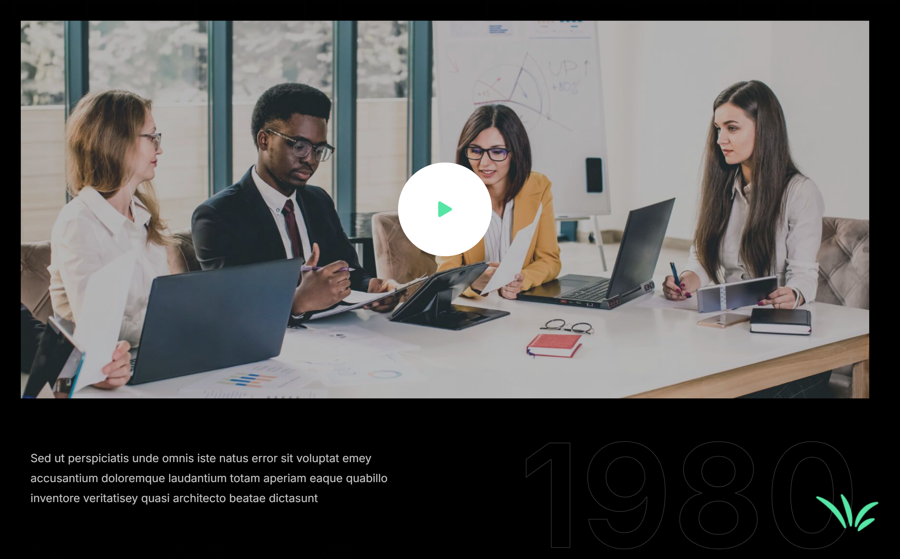 UP↑
Sed ut perspiciatis unde omnis iste natus error sit voluptat emey
accusantium doloremque laudantium totam aperiam eaque quabillo
inventore veritatisey quasi architecto beatae dictasunt
1980